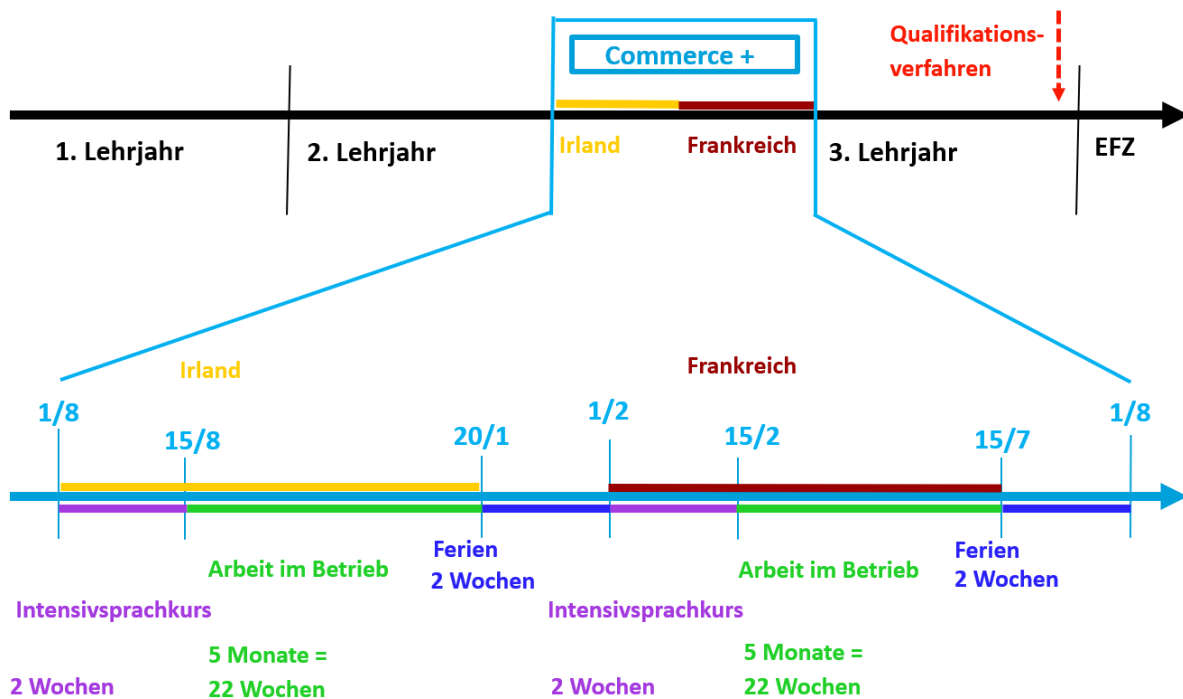 Commerce +
Qualifikations-
verfahren
1. Lehrjahr
2. Lehrjahr
Irland
Frankreich
3. Lehrjahr
EFZ
Irland
Frankreich
1/8
15/8
20/1
1/2
15/2
15/7
1/8
Arbeit im Betrieb
Ferien
2 Wochen
Arbeit im Betrieb
Ferien
2 Wochen
Intensivsprachkurs
Intensivsprachkurs
5 Monate =
22 Wochen
5 Monate =
22 Wochen
2 Wochen
2 Wochen